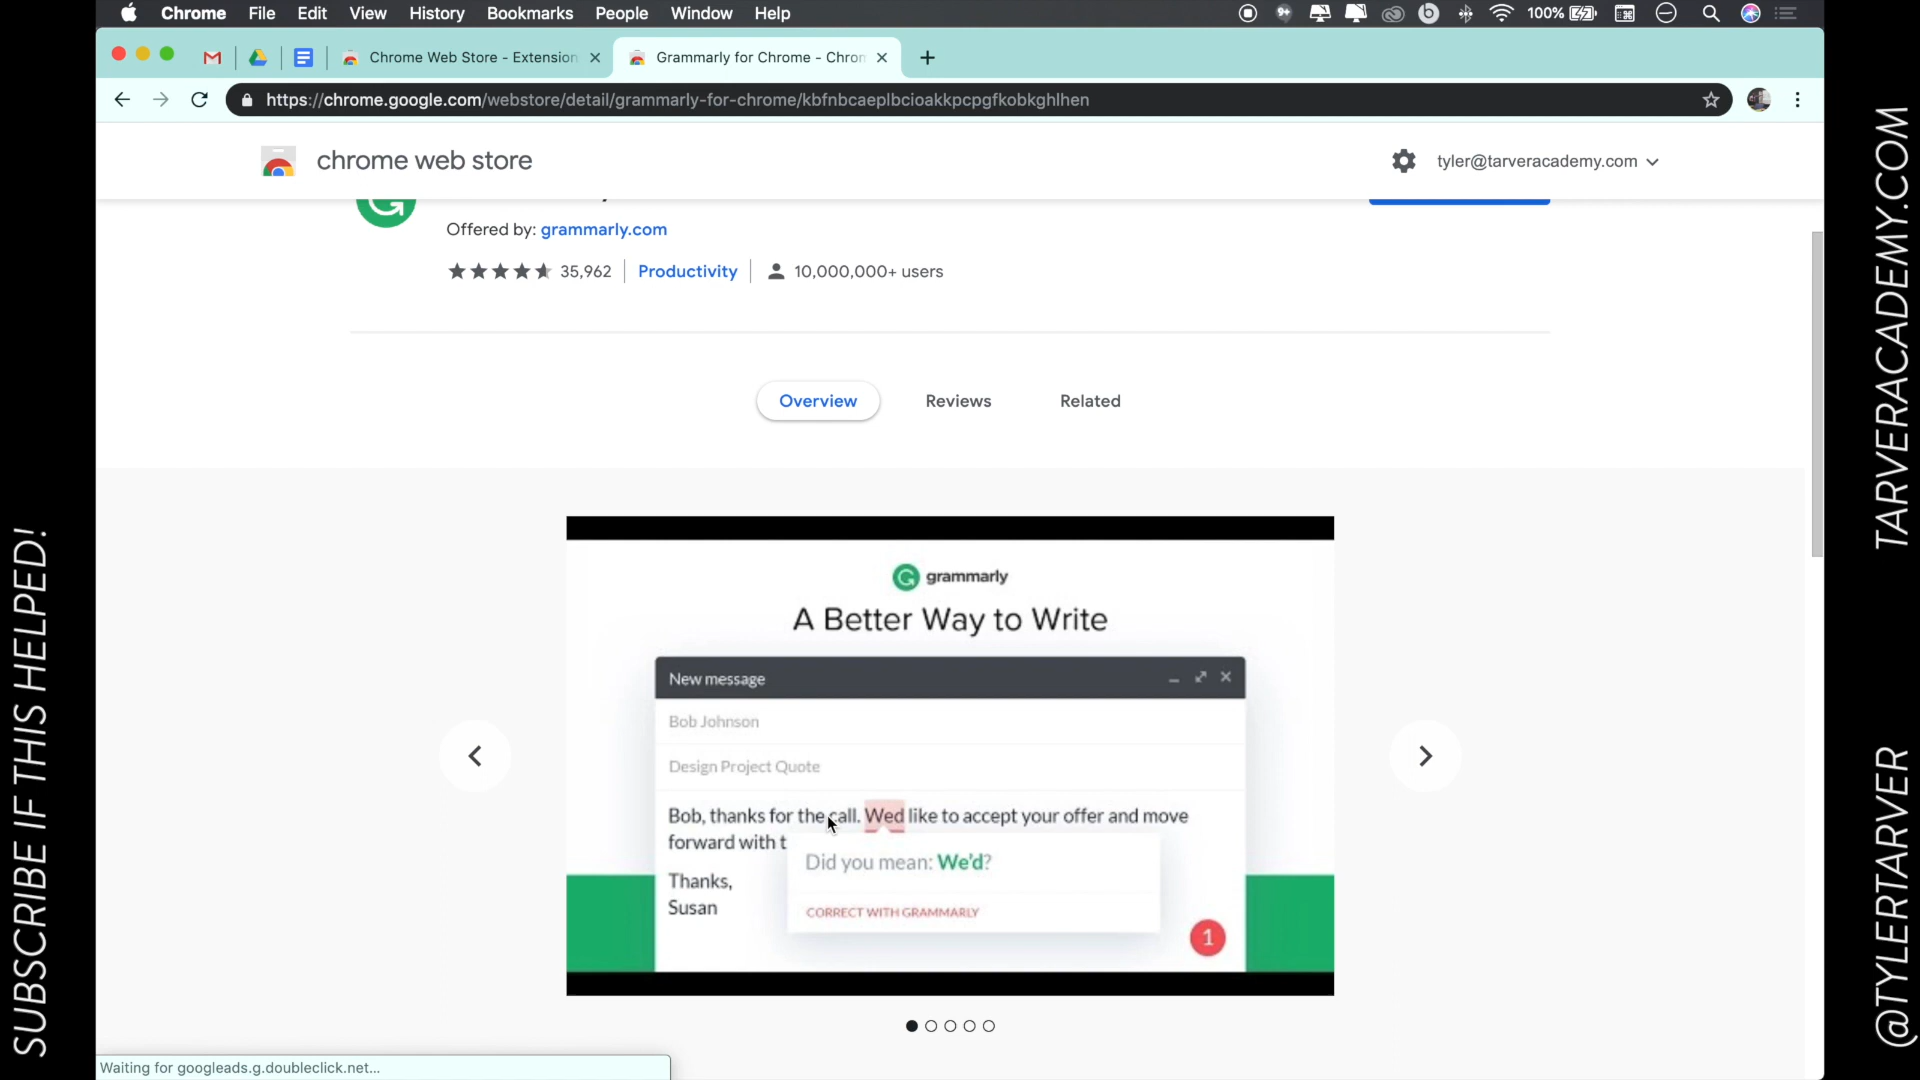 Chrome File Edit View History Bookmarks People Window Help 100%
Chrome Web Store - Extension
Grammarly for Chrome - Chrom
https://chrome.google.com/webstore/detail/grammarly-for-chrome/kbfnbcaeplbcioakkpcpgfkobkghlhen
chrome web store
tyler@tarveracademy.com
Offered by: grammarly.com
35,962 Productivity 10,000,000+ users
Overview Reviews Related
grammarly
A Better Way to Write
New message
Bob Johnson
Design Project Quote
Bob, thanks for the call. Wed like to accept your offer and move
forward with t
Did you mean: We'd?
Thanks,
Susan
CORRECT WITH GRAMMARLY
1
Waiting for googleads.g.doubleclick.net...
SUBSCRIBE IF THIS HELPED!
TARVERACADEMY.COM
@TYLERTARVER